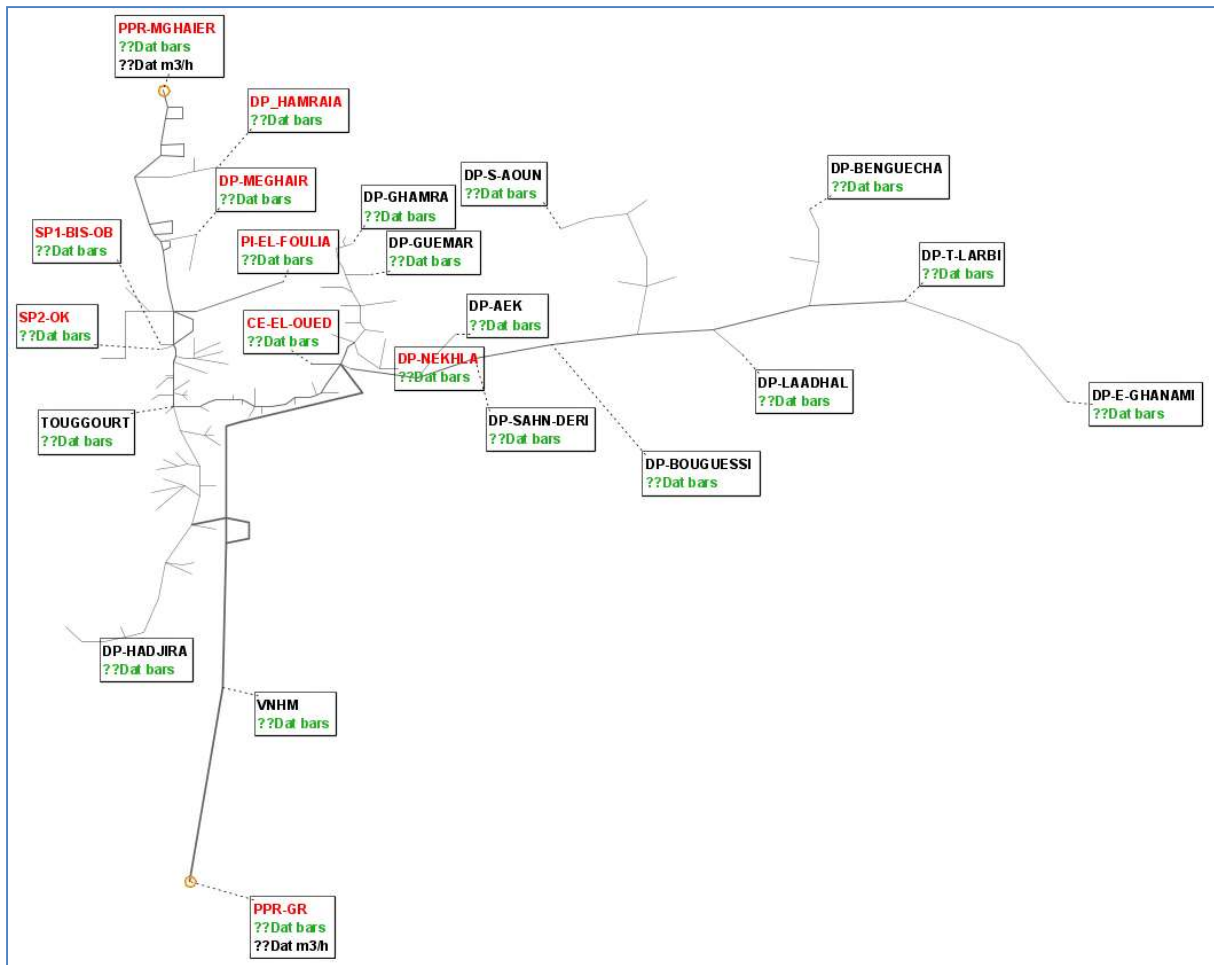 PPR-MGHAIER
??Dat bars
??Dat m3/h
DP_HAMRAIA
??Dat bars
DP-MEGHAIR
??Dat bars
DP-GHAMRA
??Dat bars
DP-S-AOUN
??Dat bars
DP-BENGUECHA
??Dat bars
SP1-BIS-OB
??Dat bars
PI-EL-FOULIA
??Dat bars
DP-GUEMAR
??Dat bars
DP-T-LARBI
??Dat bars
SP2-OK
??Dat bars
CE-EL-OUED
??Dat bars
DP-AEK
??Dat bars
DP-NEKHLA
??Dat bars
DP-LAADHAL
??Dat bars
DP-E-GHANAMI
??Dat bars
TOUGGOURT
??Dat bars
DP-SAHN-DERI
??Dat bars
DP-BOUGUESSI
??Dat bars
DP-HADJIRA
??Dat bars
VNHM
??Dat bars
PPR-GR
??Dat bars
??Dat m3/h